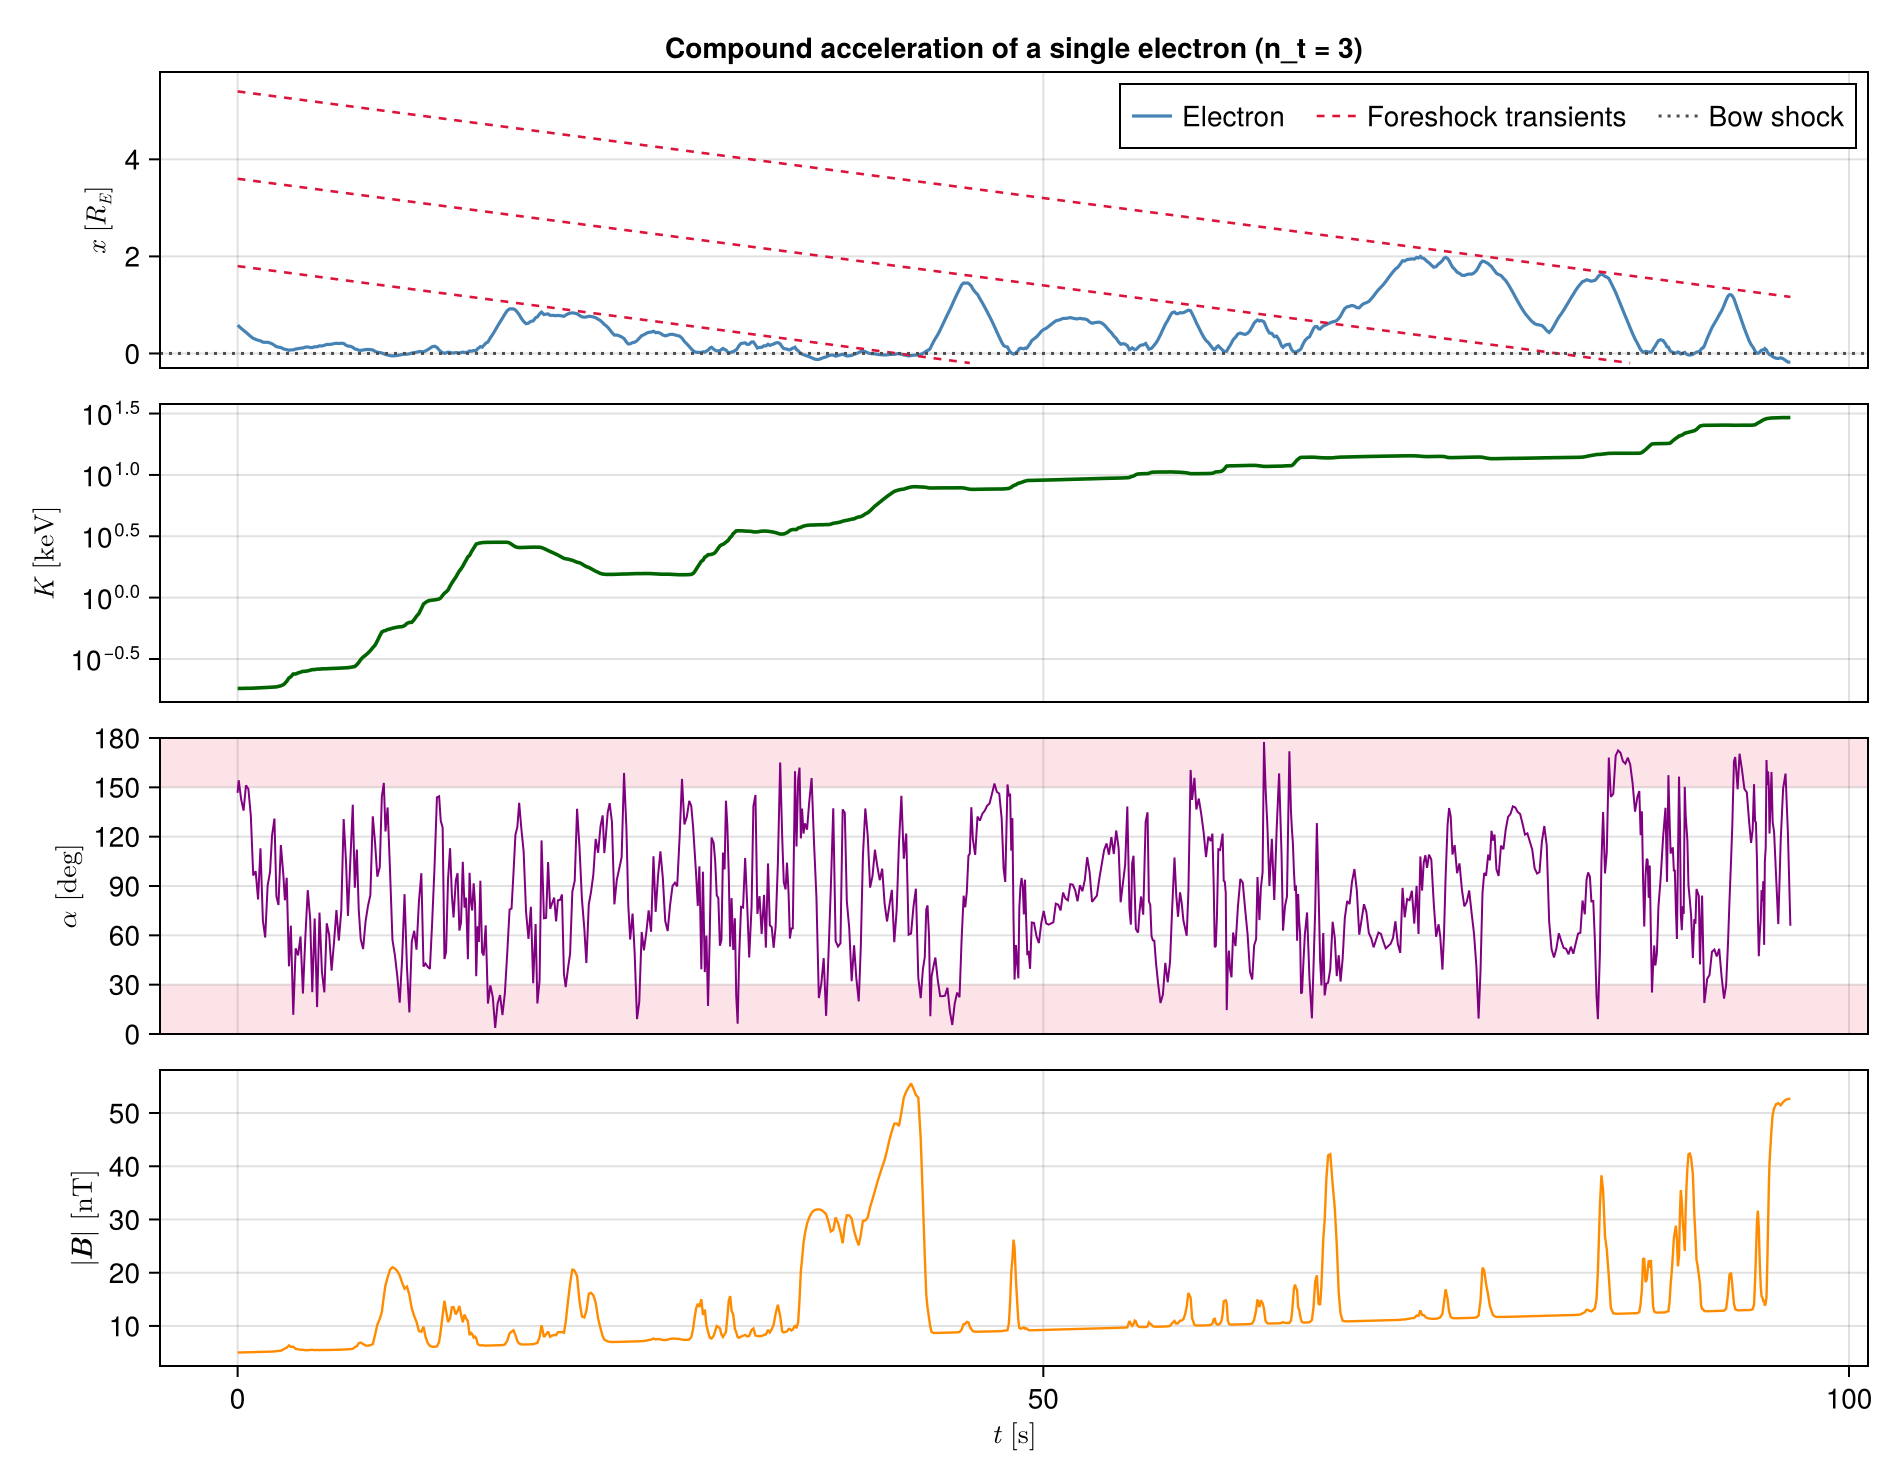 Compound acceleration of a single electron (n_t = 3)
Electron Foreshock transients Bow shock
x [R_E]
4
2
0
K [keV]
10^1.5
10^1.0
10^0.5
10^0.0
10^−0.5
α [deg]
180
150
120
90
60
30
0
|B| [nT]
50
40
30
20
10
0 50 100
t [s]